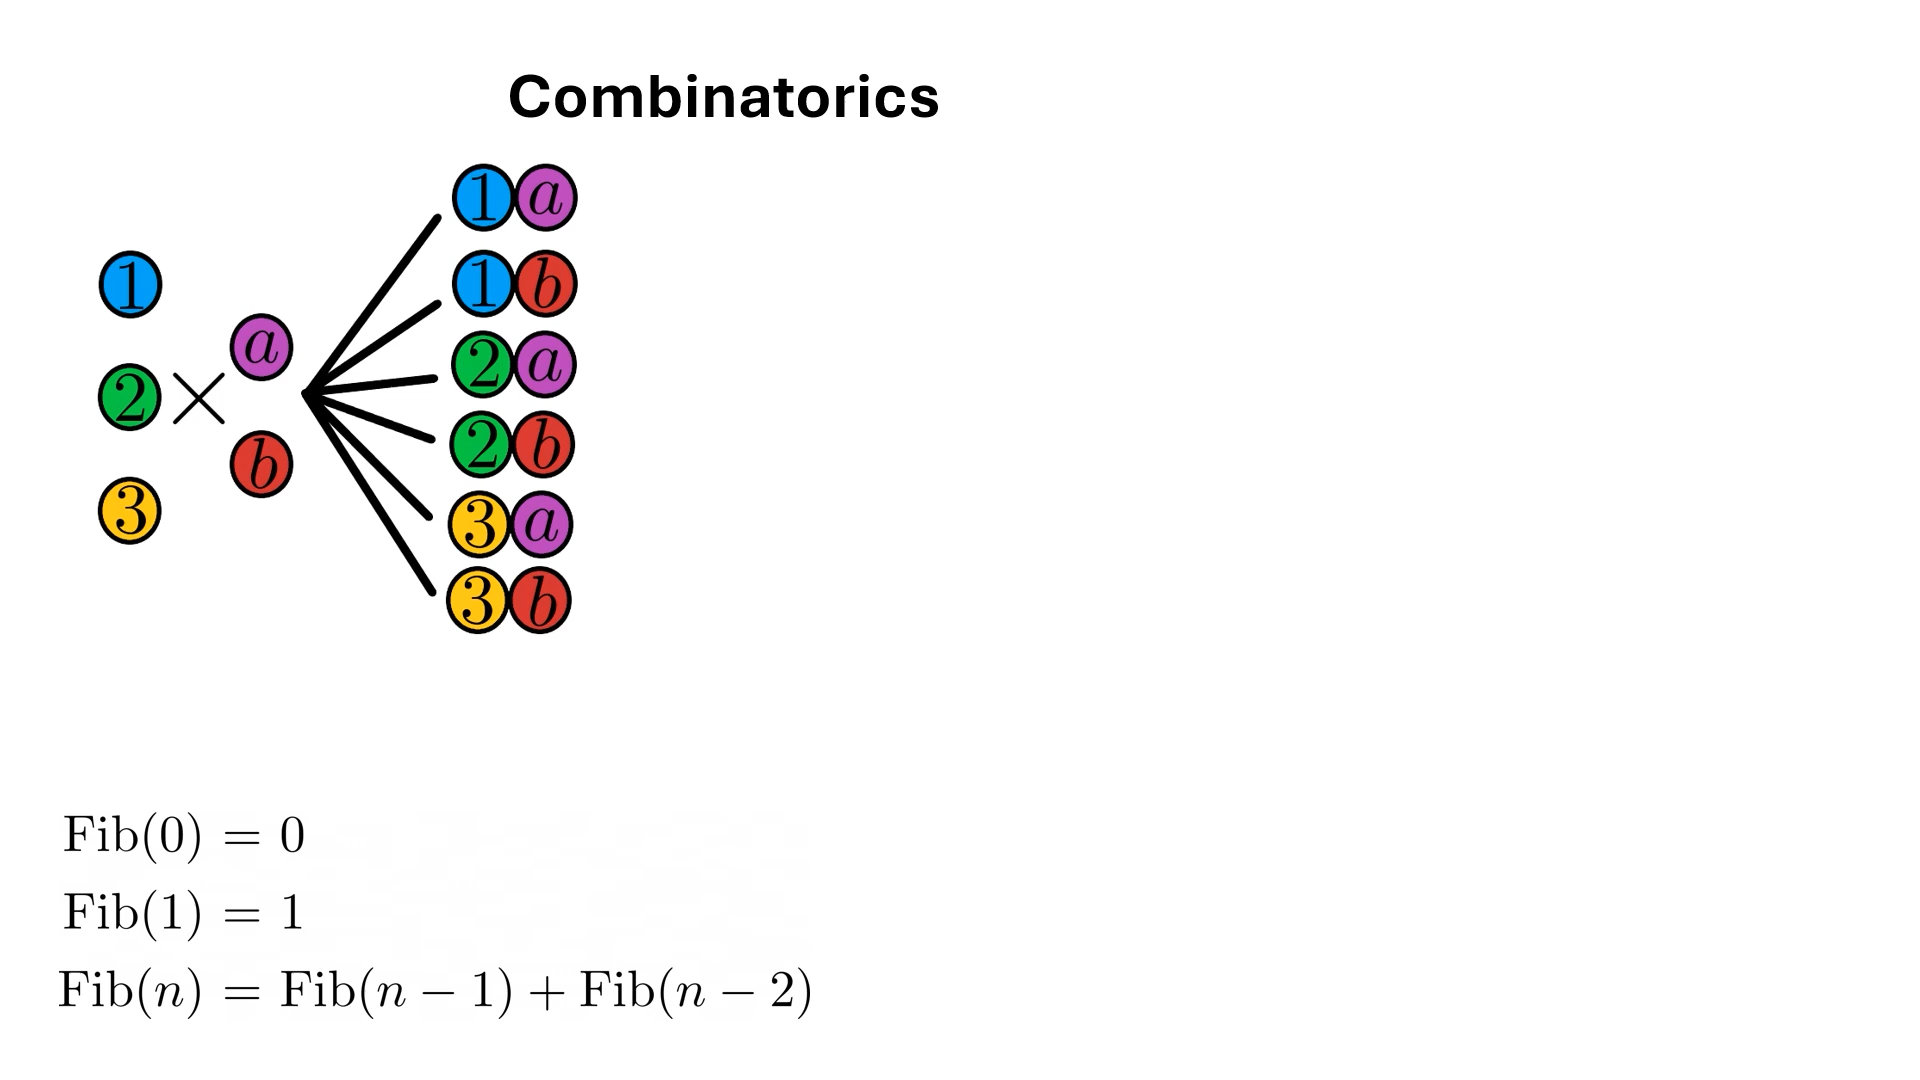 Combinatorics
1 a
1 b
2 a
2 b
3 a
3 b
1
a
2 ×
b
3
Fib(0) = 0
Fib(1) = 1
Fib(n) = Fib(n − 1) + Fib(n − 2)